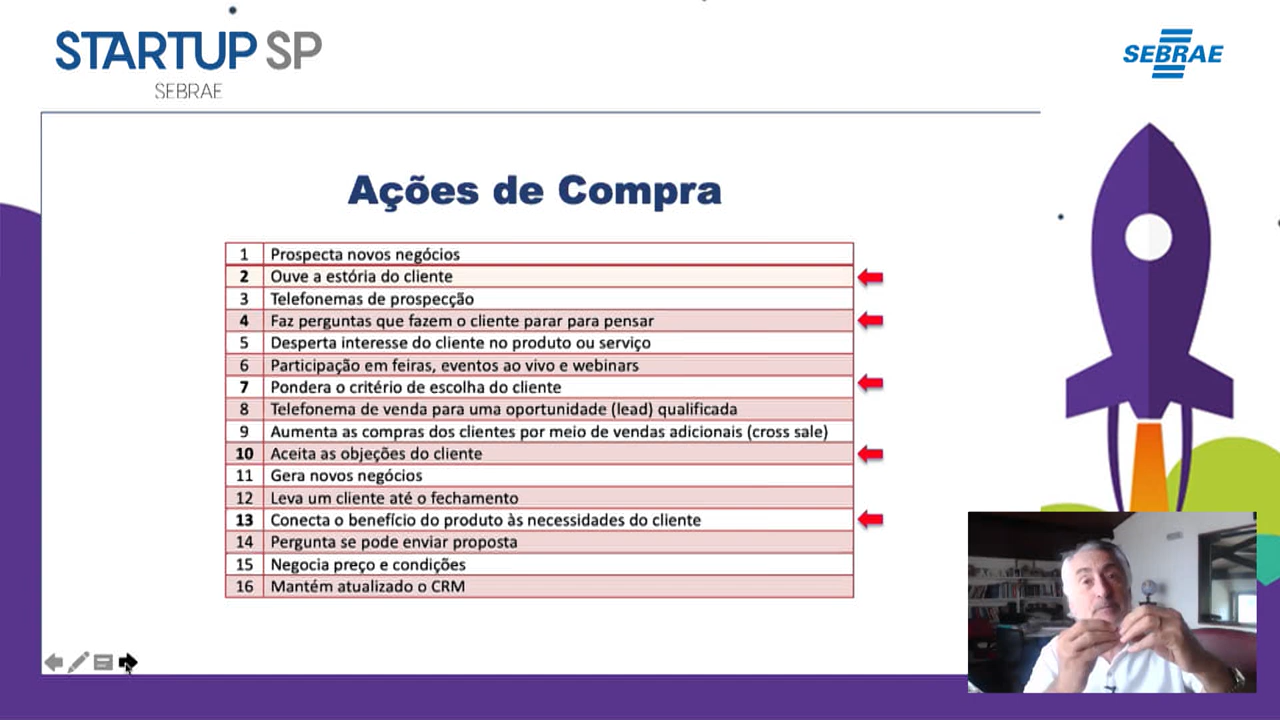 STARTUP SP
SEBRAE
SEBRAE
Ações de Compra
1 Prospecta novos negócios
2 Ouve a estória do cliente
3 Telefonemas de prospecção
4 Faz perguntas que fazem o cliente parar para pensar
5 Desperta interesse do cliente no produto ou serviço
6 Participação em feiras, eventos ao vivo e webinars
7 Pondera o critério de escolha do cliente
8 Telefonema de venda para uma oportunidade (lead) qualificada
9 Aumenta as compras dos clientes por meio de vendas adicionais (cross sale)
10 Aceita as objeções do cliente
11 Gera novos negócios
12 Leva um cliente até o fechamento
13 Conecta o benefício do produto às necessidades do cliente
14 Pergunta se pode enviar proposta
15 Negocia preço e condições
16 Mantém atualizado o CRM